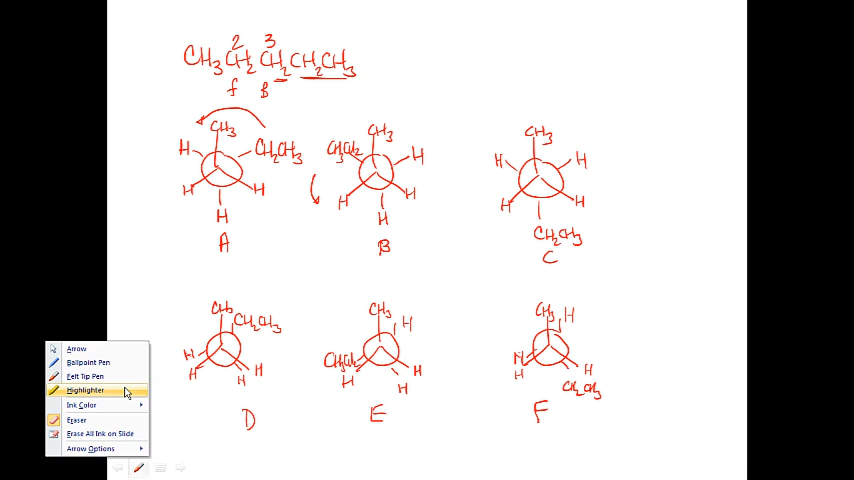 2 3
CH3CH2CH2CH2CH3
f B
CH3
H CH2CH3
H H
H
A
CH3
CH3CH2 H
H H
H
B
CH3
H H
H H
CH2CH3
C
CH3
CH2CH3
H
H H H
D
CH3
H
CH3CH2
H H H
E
CH3
H
H
H H
CH2CH3
F
Arrow
Ballpoint Pen
Felt Tip Pen
Highlighter
Ink Color
Eraser
Erase All Ink on Slide
Arrow Options